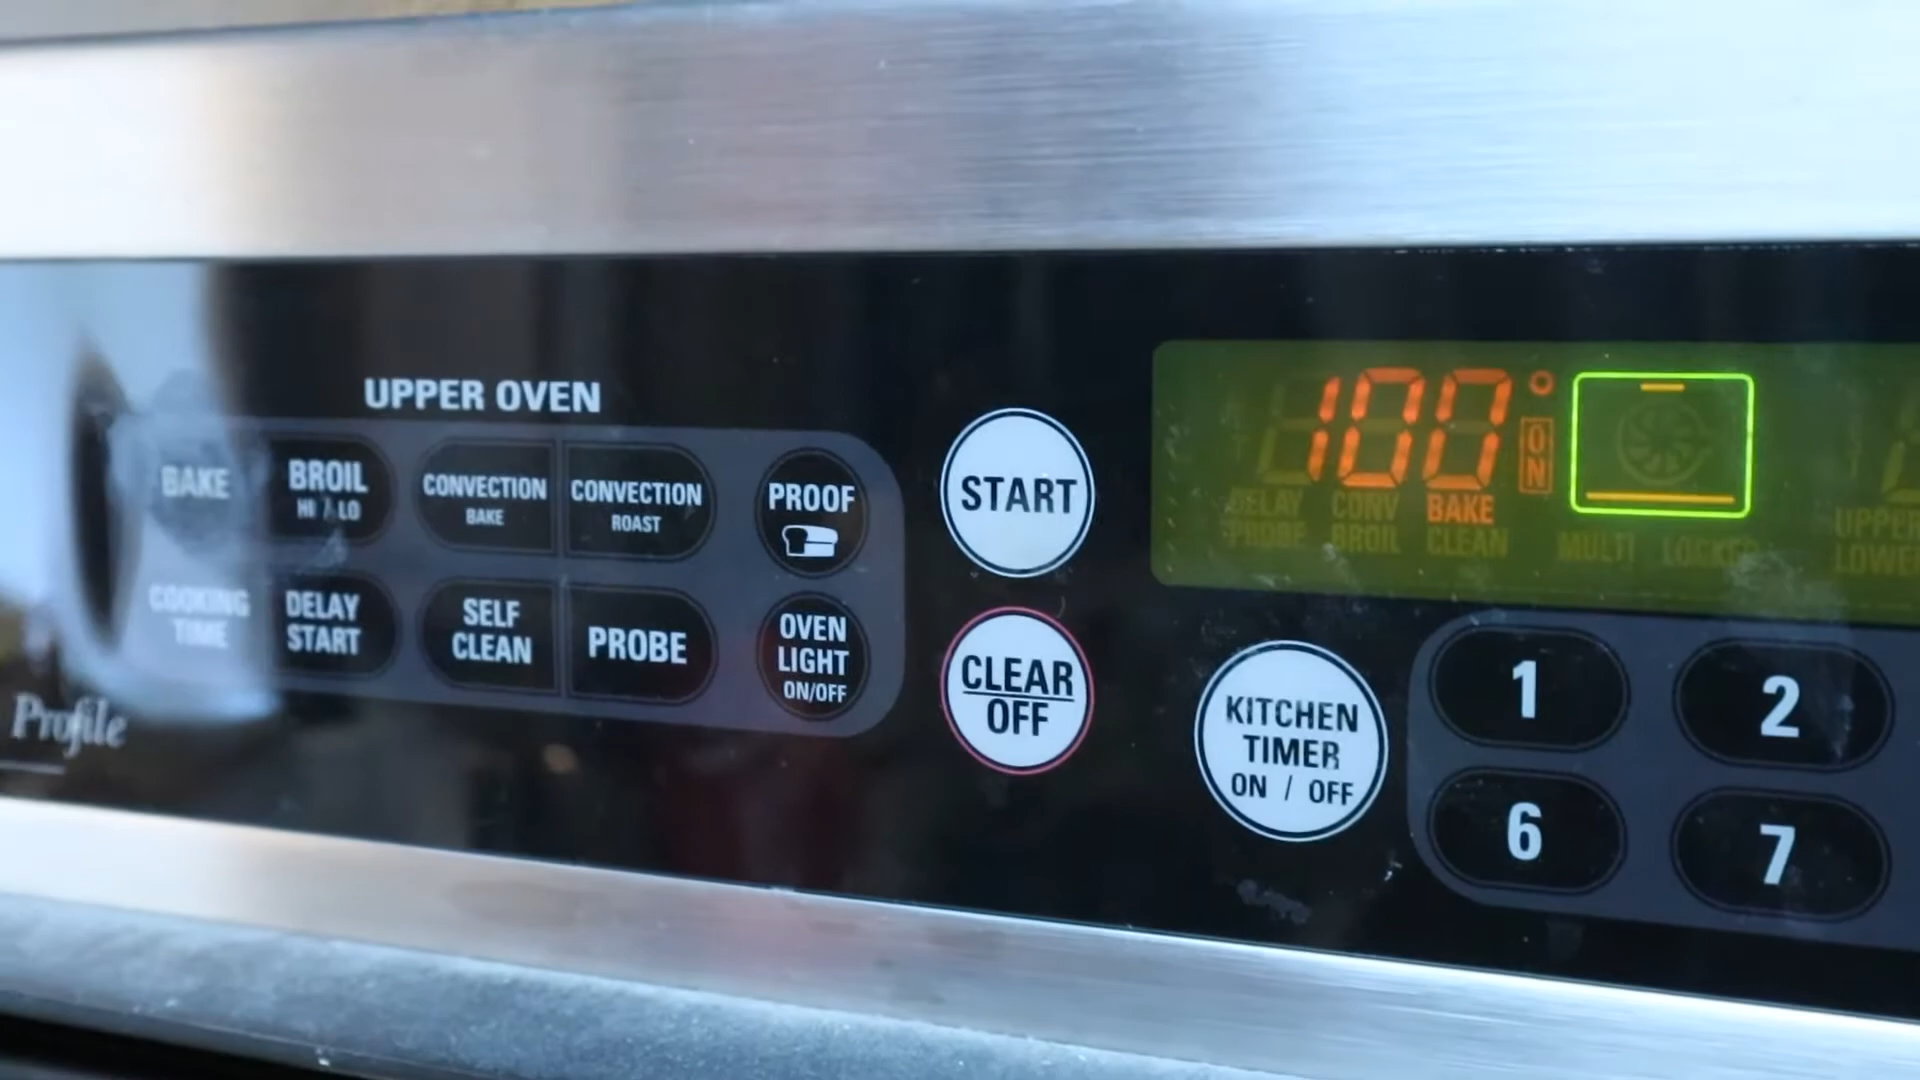 UPPER OVEN
BAKE
BROIL
HI / LO
CONVECTION
BAKE
CONVECTION
ROAST
PROOF
COOKING
TIME
DELAY
START
SELF
CLEAN
PROBE
OVEN
LIGHT
ON/OFF
Profile
START
CLEAR
OFF
100°
ON
DELAY CONV BAKE
PROBE BROIL CLEAN MULTI LOCKED
UPPER
LOWER
KITCHEN
TIMER
ON / OFF
1 2
6 7